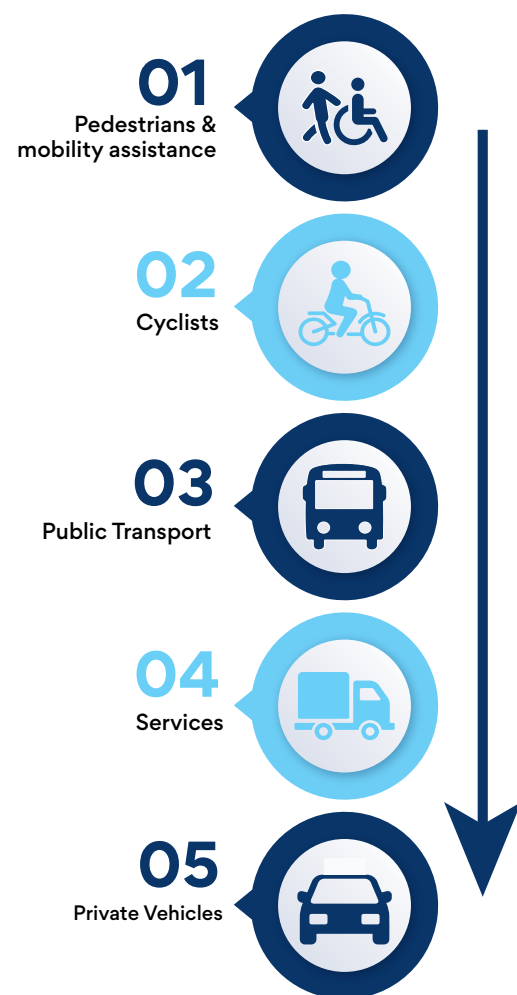 01
Pedestrians &
mobility assistance
02
Cyclists
03
Public Transport
04
Services
05
Private Vehicles